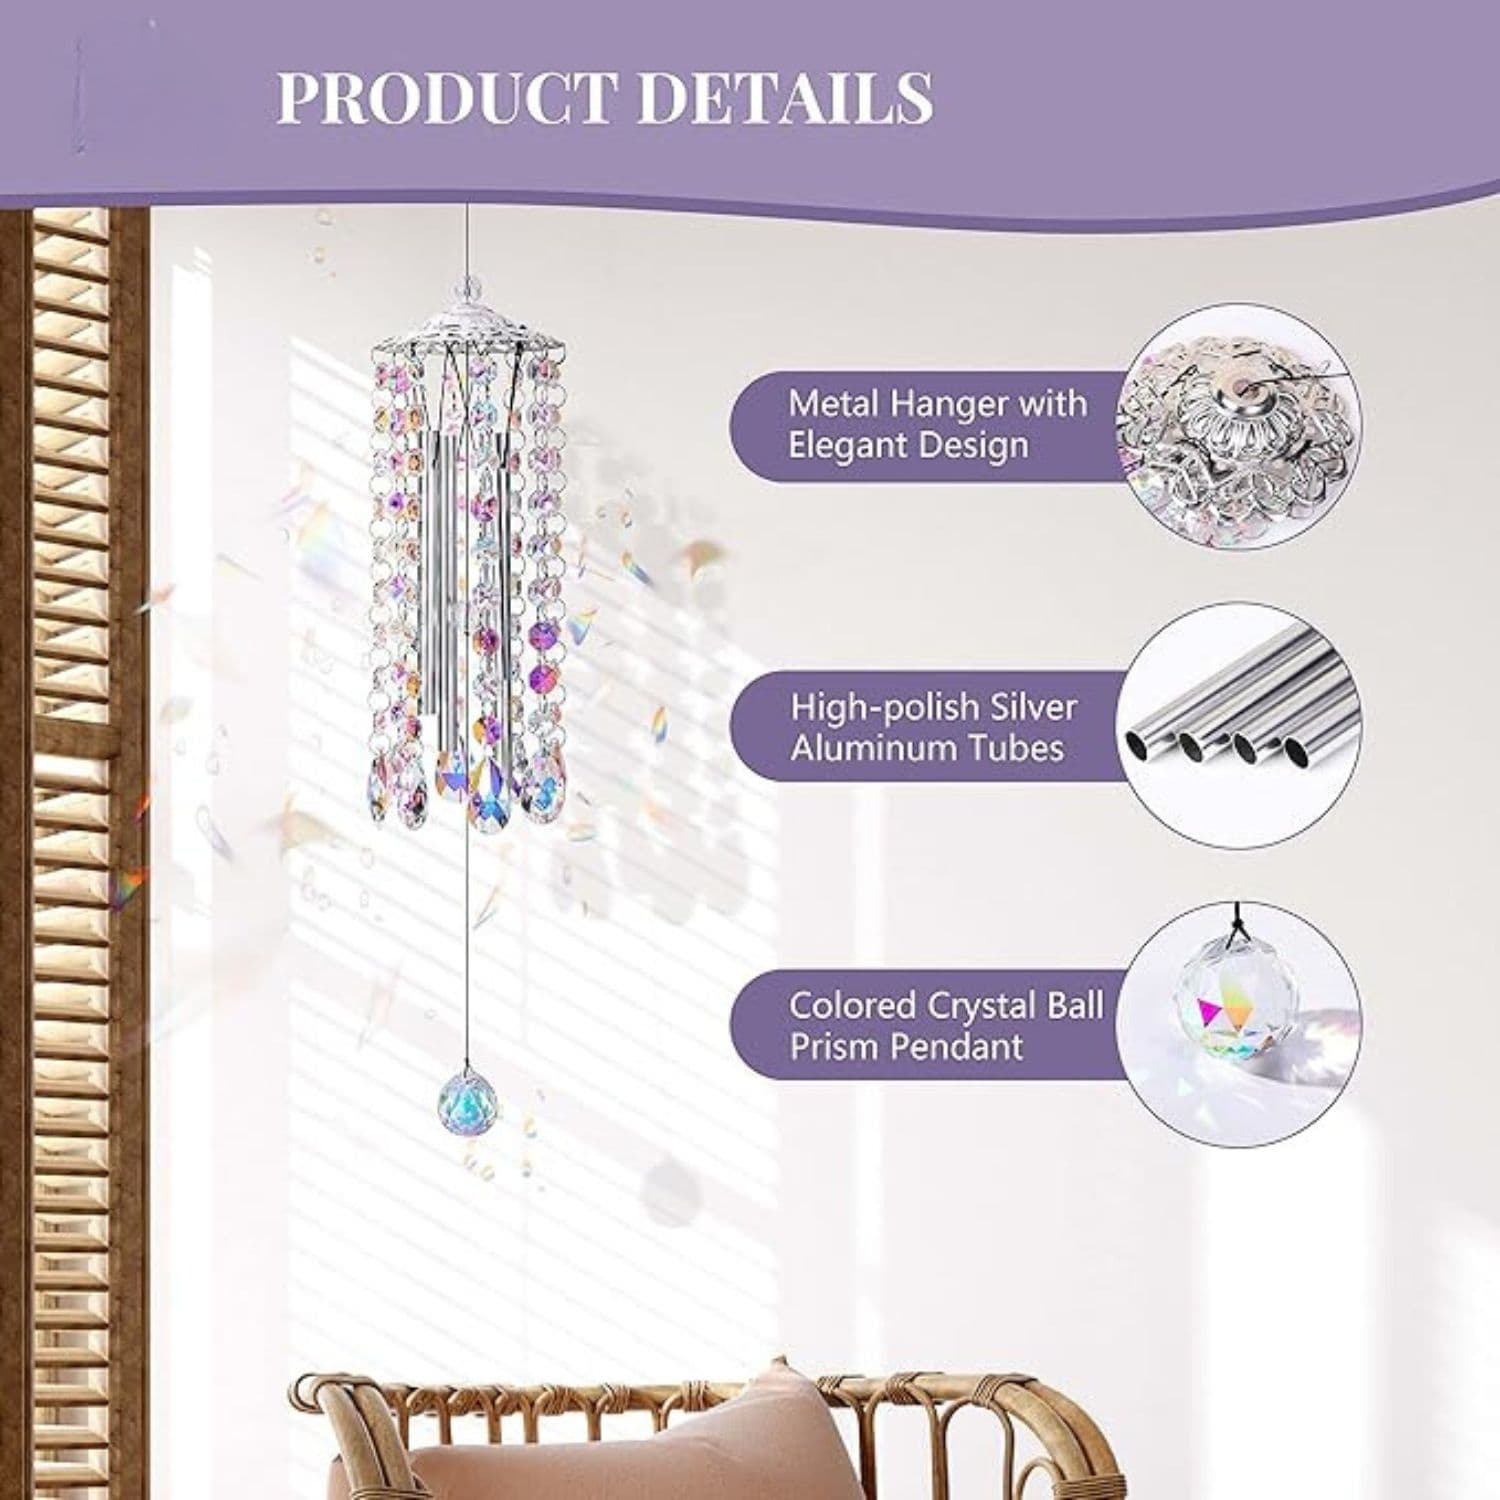 PRODUCT DETAILS
Metal Hanger with
Elegant Design
High-polish Silver
Aluminum Tubes
Colored Crystal Ball
Prism Pendant